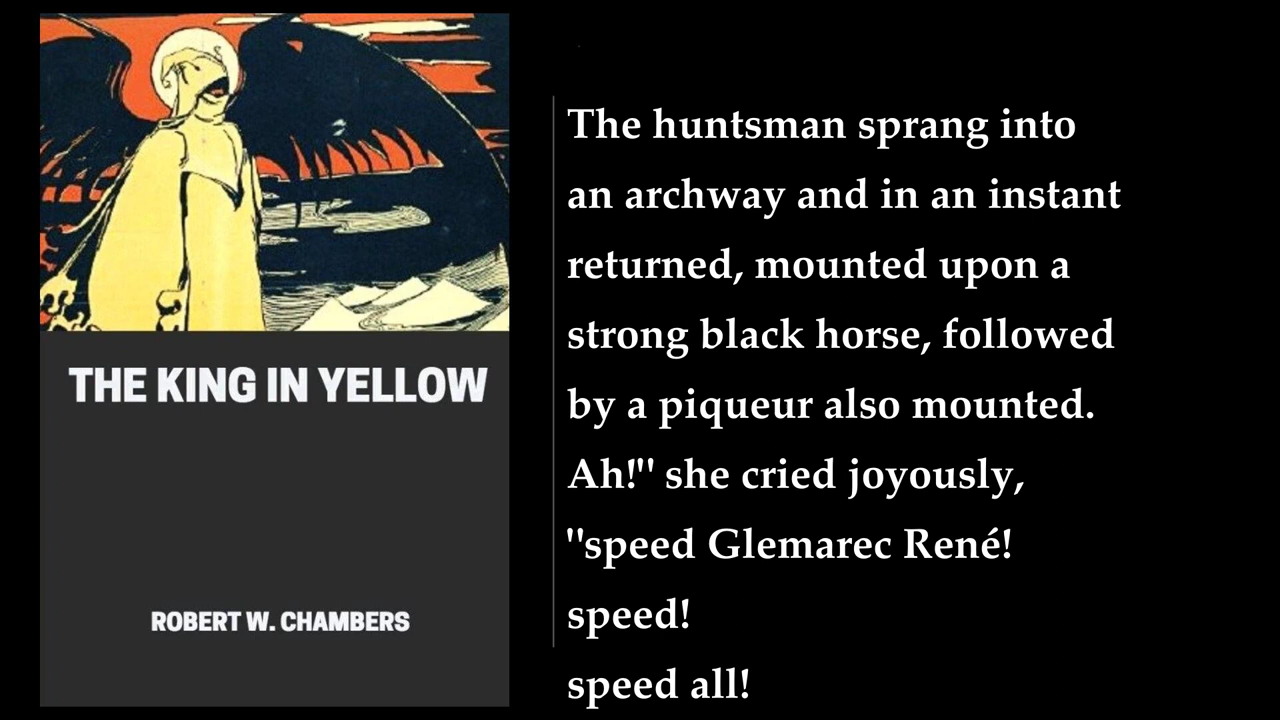 THE KING IN YELLOW
ROBERT W. CHAMBERS
The huntsman sprang into
an archway and in an instant
returned, mounted upon a
strong black horse, followed
by a piqueur also mounted.
Ah!" she cried joyously,
"speed Glemarec René!
speed!
speed all!